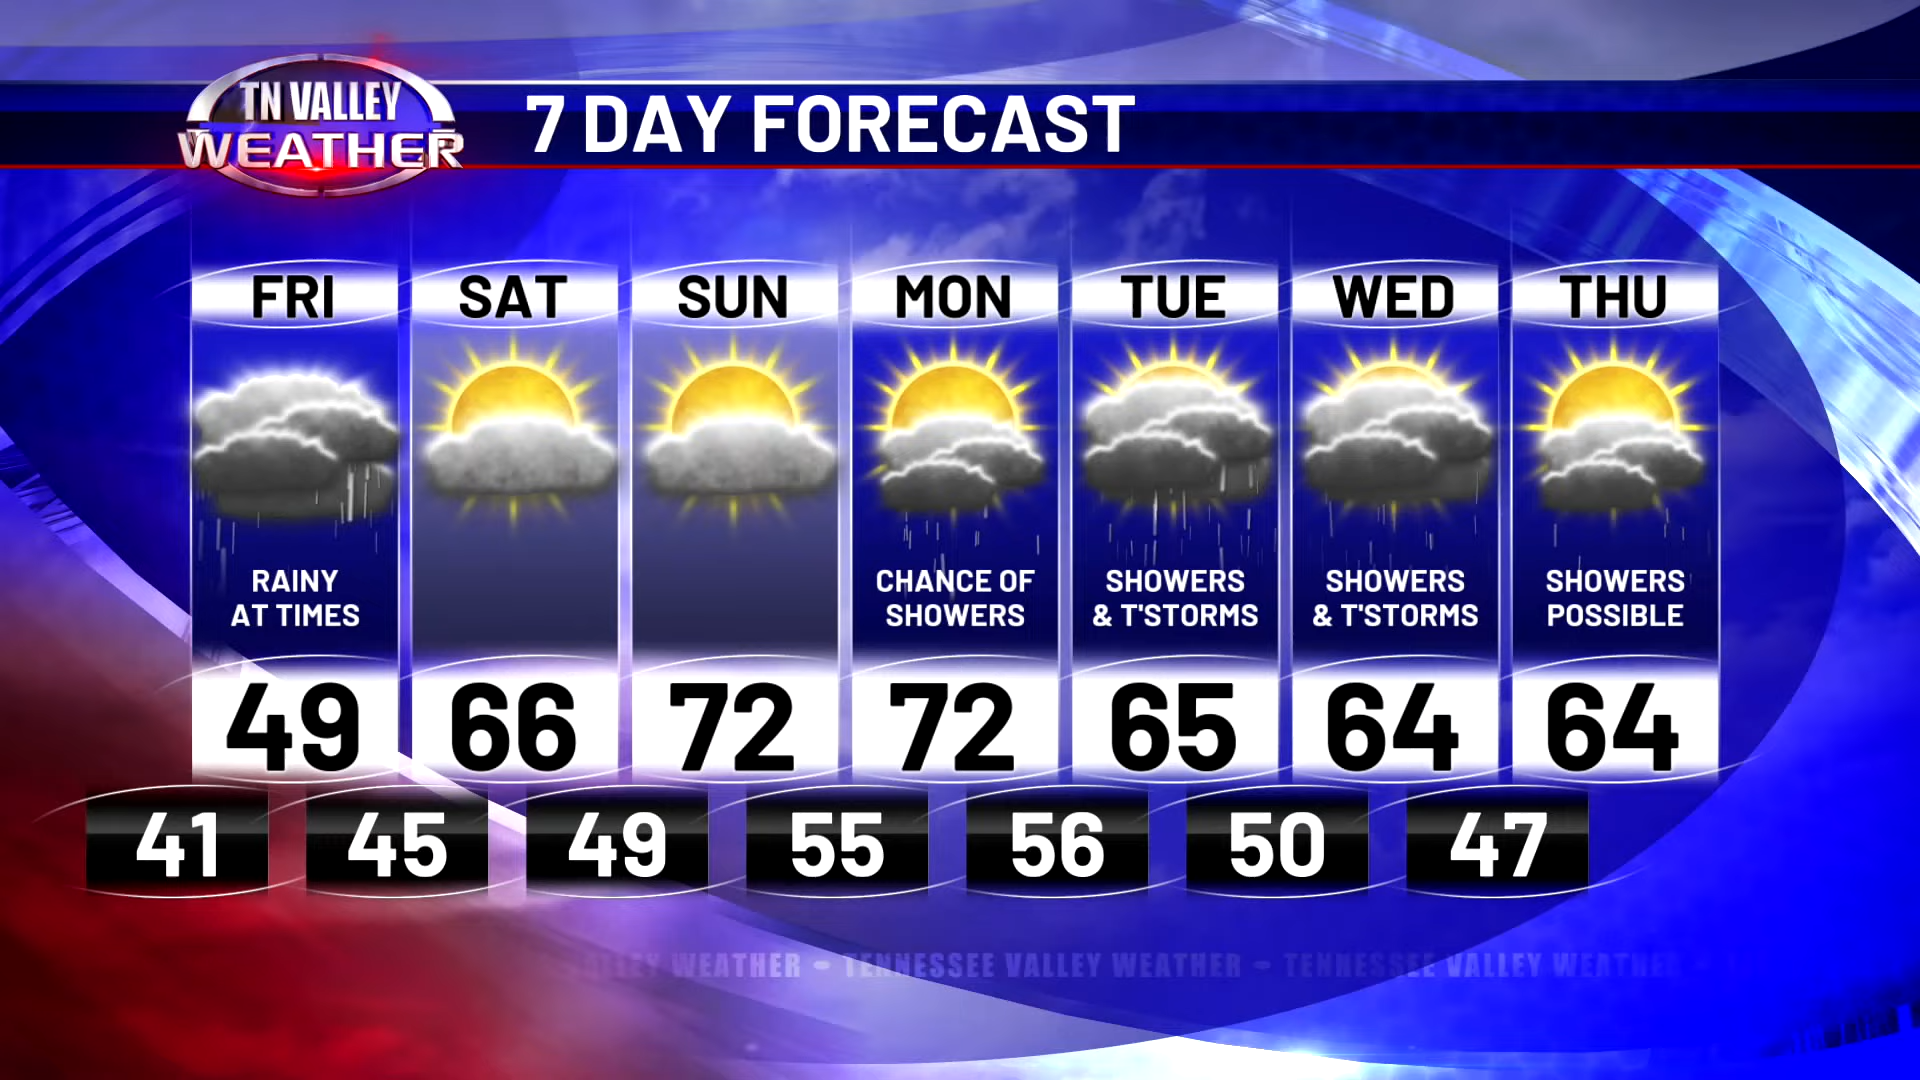 TN VALLEY
WEATHER
7 DAY FORECAST
FRI
SAT
SUN
MON
TUE
WED
THU
RAINY
AT TIMES
CHANCE OF
SHOWERS
SHOWERS
& T'STORMS
SHOWERS
& T'STORMS
SHOWERS
POSSIBLE
49
66
72
72
65
64
64
41
45
49
55
56
50
47
WEATHER - TENNESSEE VALLEY WEATHER - TENNESSEE VALLEY WEATHER -